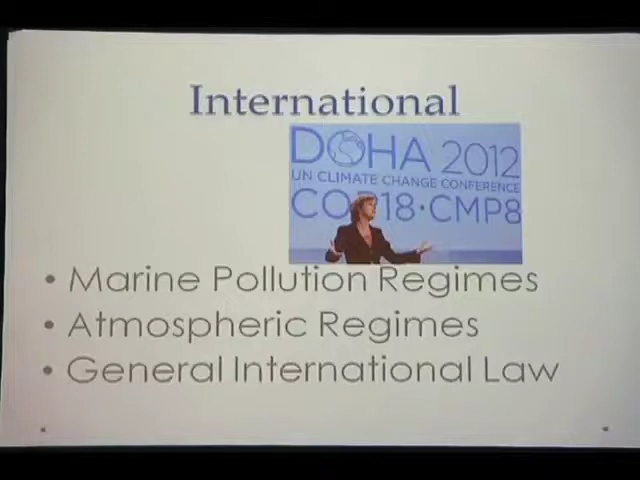 International
DOHA 2012
UN CLIMATE CHANGE CONFERENCE
COP18·CMP8
• Marine Pollution Regimes
• Atmospheric Regimes
• General International Law